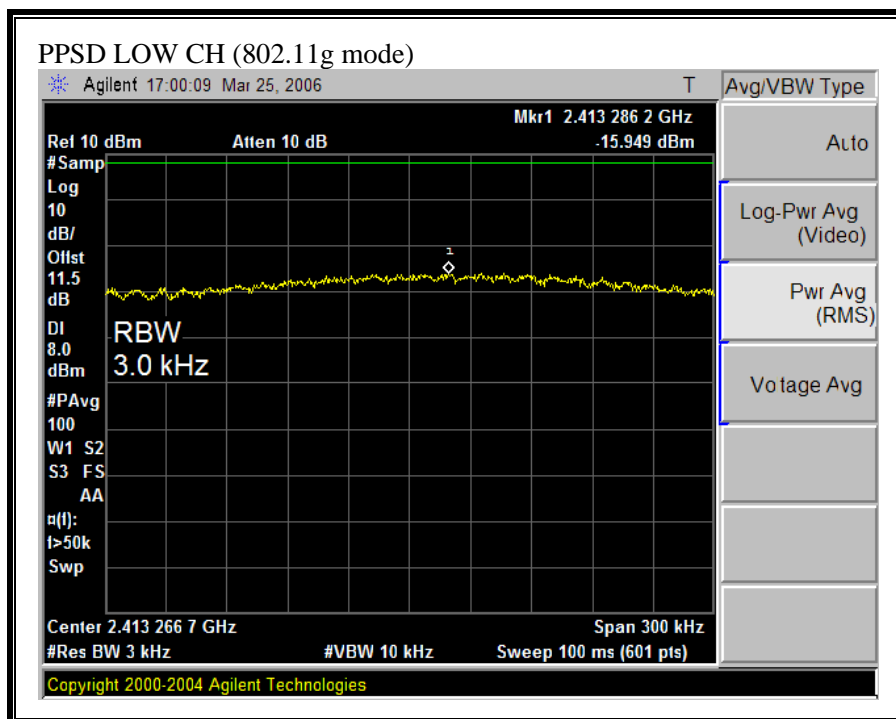 PPSD LOW CH (802.11g mode)
Agilent 17:00:09 Mar 25, 2006 T
Avg/VBW Type
Mkr1 2.413 286 2 GHz
Ref 10 dBm Atten 10 dB -15.949 dBm
#Samp
Log
10
dB/
Offst
11.5
dB
DI
8.0
dBm
#PAvg
100
W1 S2
S3 FS
AA
¤(f):
f>50k
Swp
1
RBW
3.0 kHz
Center 2.413 266 7 GHz Span 300 kHz
#Res BW 3 kHz #VBW 10 kHz Sweep 100 ms (601 pts)
Copyright 2000-2004 Agilent Technologies
Auto
Log-Pwr Avg
(Video)
Pwr Avg
(RMS)
Voltage Avg